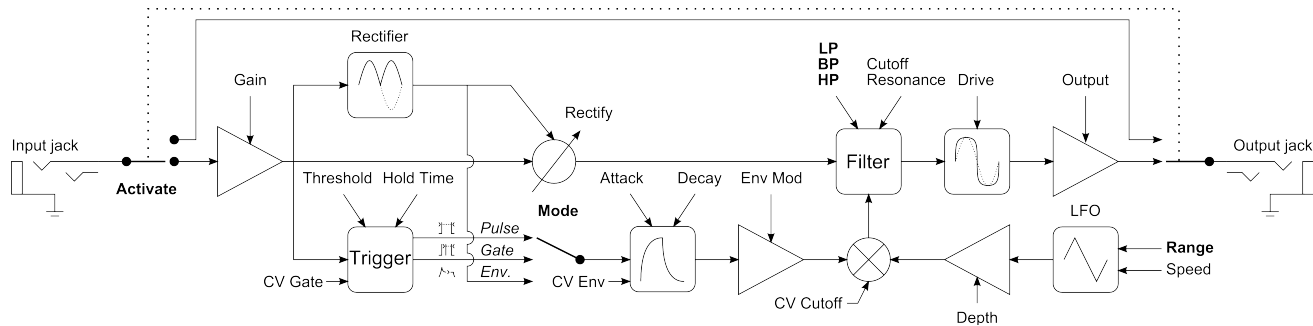 Rectifier
LP
BP
HP
Cutoff
Resonance
Drive
Gain
Output
Rectify
Input jack
Output jack
Filter
Activate
Threshold
Hold Time
Attack
Decay
Env Mod
Mode
LFO
Pulse
Gate
Env.
Trigger
Range
Speed
CV Gate
CV Env
CV Cutoff
Depth